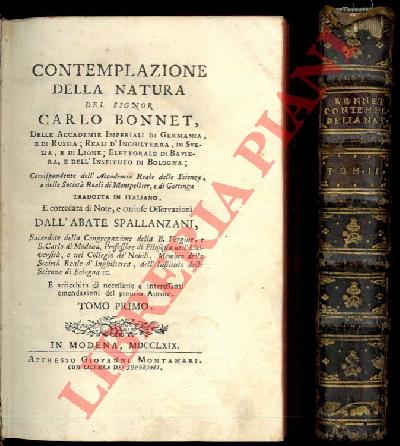 CONTEMPLAZIONE
DELLA NATURA
DEL SIGNOR
CARLO BONNET,
DELLE ACCADEMIE IMPERIALI DI GERMANIA,
E DI RUSSIA; REALI D'INGHILTERRA, DI SVE-
ZIA, E DI LIONE; ELETTORALE DI BAVIE-
RA, E DELL'INSTITUTO DI BOLOGNA;
Corrispondente dell'Accademia Reale delle Scienze,
e delle Società Reali di Montpellier, e di Gottinga
TRADOTTA IN ITALIANO,
E corredata di Note, e curiose Osservazioni
DALL'ABATE SPALLANZANI,
Sacerdote della Congregazione della B. Vergine, e
S. Carlo di Modena, Professore di Filosofia nell'Uni-
versità, e nel Collegio de' Nobili, Membro della
Società Reale d'Inghilterra, dell'Instituto delle
Scienze di Bologna ec.
E arricchita di necessarie e interessanti
emendazioni del proprio Autore
TOMO PRIMO.
IN MODENA, MDCCLXIX.
APPRESSO GIOVANNI MONTANARI.
CON LICENZA DE' SUPERIORI.
BONNET
CONTEMPL.
DELLA NAT.
TOM. II.
LIBRERIA PIANI